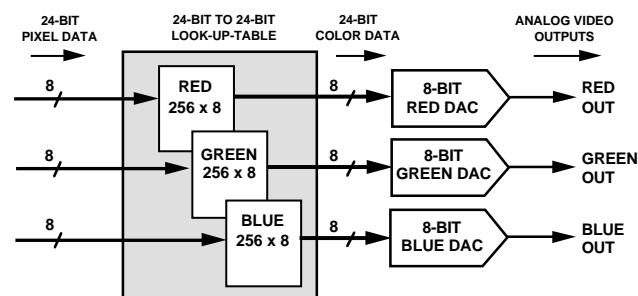 24-BIT
PIXEL DATA
24-BIT TO 24-BIT
LOOK-UP-TABLE
24-BIT
COLOR DATA
ANALOG VIDEO
OUTPUTS
8
RED
256 x 8
8
8-BIT
RED DAC
RED
OUT
8
GREEN
256 x 8
8
8-BIT
GREEN DAC
GREEN
OUT
8
BLUE
256 x 8
8
8-BIT
BLUE DAC
BLUE
OUT